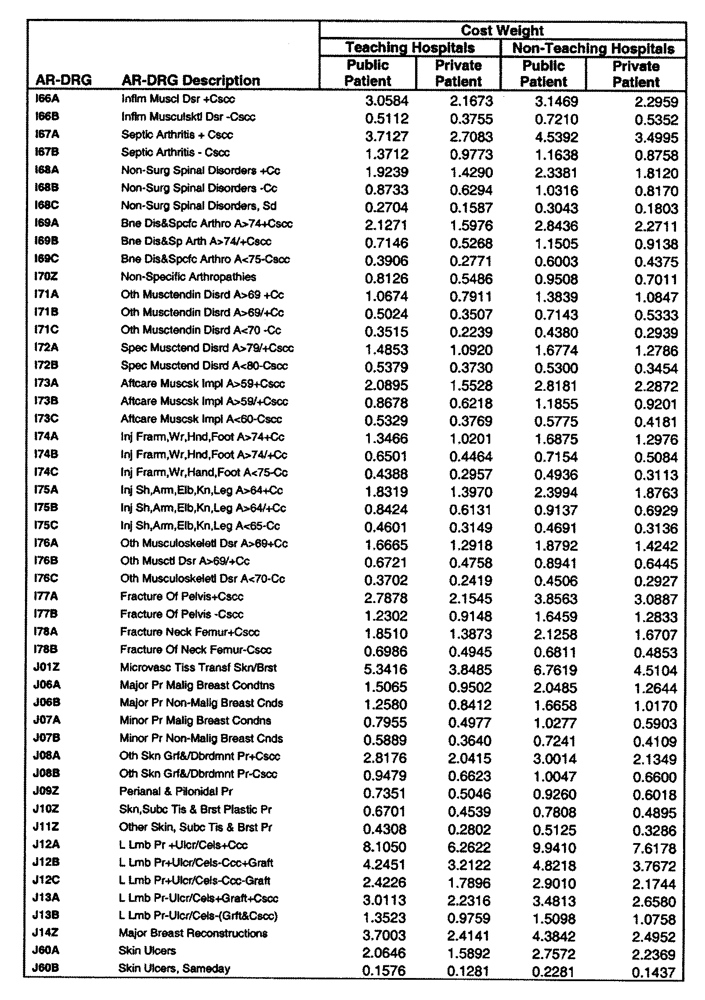 Cost Weight
Teaching Hospitals Non-Teaching Hospitals
Public Private Public Private
AR-DRG AR-DRG Description Patient Patient Patient Patient
I66A Inflm Muscl Dsr +Cscc 3.0584 2.1673 3.1469 2.2959
I66B Inflm Musculsktl Dsr -Cscc 0.5112 0.3755 0.7210 0.5352
I67A Septic Arthritis + Cscc 3.7127 2.7083 4.5392 3.4995
I67B Septic Arthritis - Cscc 1.3712 0.9773 1.1638 0.8758
I68A Non-Surg Spinal Disorders +Cc 1.9239 1.4290 2.3381 1.8120
I68B Non-Surg Spinal Disorders -Cc 0.8733 0.6294 1.0316 0.8170
I68C Non-Surg Spinal Disorders, Sd 0.2704 0.1587 0.3043 0.1803
I69A Bne Dis&Spcfc Arthro A>74+Cscc 2.1271 1.5976 2.8436 2.2711
I69B Bne Dis&Sp Arth A>74/+Cscc 0.7146 0.5268 1.1505 0.9138
I69C Bne Dis&Spcfc Arthro A<75-Cscc 0.3906 0.2771 0.6003 0.4375
I70Z Non-Specific Arthropathies 0.8126 0.5486 0.9508 0.7011
I71A Oth Musctendin Disrd A>69 +Cc 1.0674 0.7911 1.3839 1.0847
I71B Oth Musctendin Disrd A>69/+Cc 0.5024 0.3507 0.7143 0.5333
I71C Oth Musctendin Disrd A<70 -Cc 0.3515 0.2239 0.4380 0.2939
I72A Spec Musctend Disrd A>79/+Cscc 1.4853 1.0920 1.6774 1.2786
I72B Spec Musctend Disrd A<80-Cscc 0.5379 0.3730 0.5300 0.3454
I73A Aftcare Muscsk Impl A>59+Cscc 2.0895 1.5528 2.8181 2.2872
I73B Aftcare Muscsk Impl A>59/+Cscc 0.8678 0.6218 1.1855 0.9201
I73C Aftcare Muscsk Impl A<60-Cscc 0.5329 0.3769 0.5775 0.4181
I74A Inj Frarm,Wr,Hnd,Foot A>74+Cc 1.3466 1.0201 1.6875 1.2976
I74B Inj Frarm,Wr,Hnd,Foot A>74/+Cc 0.6501 0.4464 0.7154 0.5084
I74C Inj Frarm,Wr,Hand,Foot A<75-Cc 0.4388 0.2957 0.4936 0.3113
I75A Inj Sh,Arm,Elb,Kn,Leg A>64+Cc 1.8319 1.3970 2.3994 1.8763
I75B Inj Sh,Arm,Elb,Kn,Leg A>64/+Cc 0.8424 0.6131 0.9137 0.6929
I75C Inj Sh,Arm,Elb,Kn,Leg A<65-Cc 0.4601 0.3149 0.4691 0.3136
I76A Oth Musculoskeletl Dsr A>69+Cc 1.6665 1.2918 1.8792 1.4242
I76B Oth Musctl Dsr A>69/+Cc 0.6721 0.4758 0.8941 0.6445
I76C Oth Musculoskeletl Dsr A<70-Cc 0.3702 0.2419 0.4506 0.2927
I77A Fracture Of Pelvis+Cscc 2.7878 2.1545 3.8563 3.0887
I77B Fracture Of Pelvis -Cscc 1.2302 0.9148 1.6459 1.2833
I78A Fracture Neck Femur+Cscc 1.8510 1.3873 2.1258 1.6707
I78B Fracture Of Neck Femur-Cscc 0.6986 0.4945 0.6811 0.4853
J01Z Microvasc Tiss Transf Skn/Brst 5.3416 3.8485 6.7619 4.5104
J06A Major Pr Malig Breast Condtns 1.5065 0.9502 2.0485 1.2644
J06B Major Pr Non-Malig Breast Cnds 1.2580 0.8412 1.6658 1.0170
J07A Minor Pr Malig Breast Condns 0.7955 0.4977 1.0277 0.5903
J07B Minor Pr Non-Malig Breast Cnds 0.5889 0.3640 0.7241 0.4109
J08A Oth Skn Grf&/Dbrdmnt Pr+Cscc 2.8176 2.0415 3.0014 2.1349
J08B Oth Skn Grf&/Dbrdmnt Pr-Cscc 0.9479 0.6623 1.0047 0.6600
J09Z Perianal & Pilonidal Pr 0.7351 0.5046 0.9260 0.6018
J10Z Skn,Subc Tis & Brst Plastic Pr 0.6701 0.4539 0.7808 0.4895
J11Z Other Skin, Subc Tis & Brst Pr 0.4308 0.2802 0.5125 0.3286
J12A L Lmb Pr +Ulcr/Cels+Ccc 8.1050 6.2622 9.9410 7.6178
J12B L Lmb Pr+Ulcr/Cels-Ccc+Graft 4.2451 3.2122 4.8218 3.7672
J12C L Lmb Pr+Ulcr/Cels-Ccc-Graft 2.4226 1.7896 2.9010 2.1744
J13A L Lmb Pr-Ulcr/Cels+Graft+Cscc 3.0113 2.2316 3.4813 2.6580
J13B L Lmb Pr-Ulcr/Cels-(Grft&Cscc) 1.3523 0.9759 1.5098 1.0758
J14Z Major Breast Reconstructions 3.7003 2.4141 4.3842 2.4952
J60A Skin Ulcers 2.0646 1.5892 2.7572 2.2369
J60B Skin Ulcers, Sameday 0.1576 0.1281 0.2281 0.1437